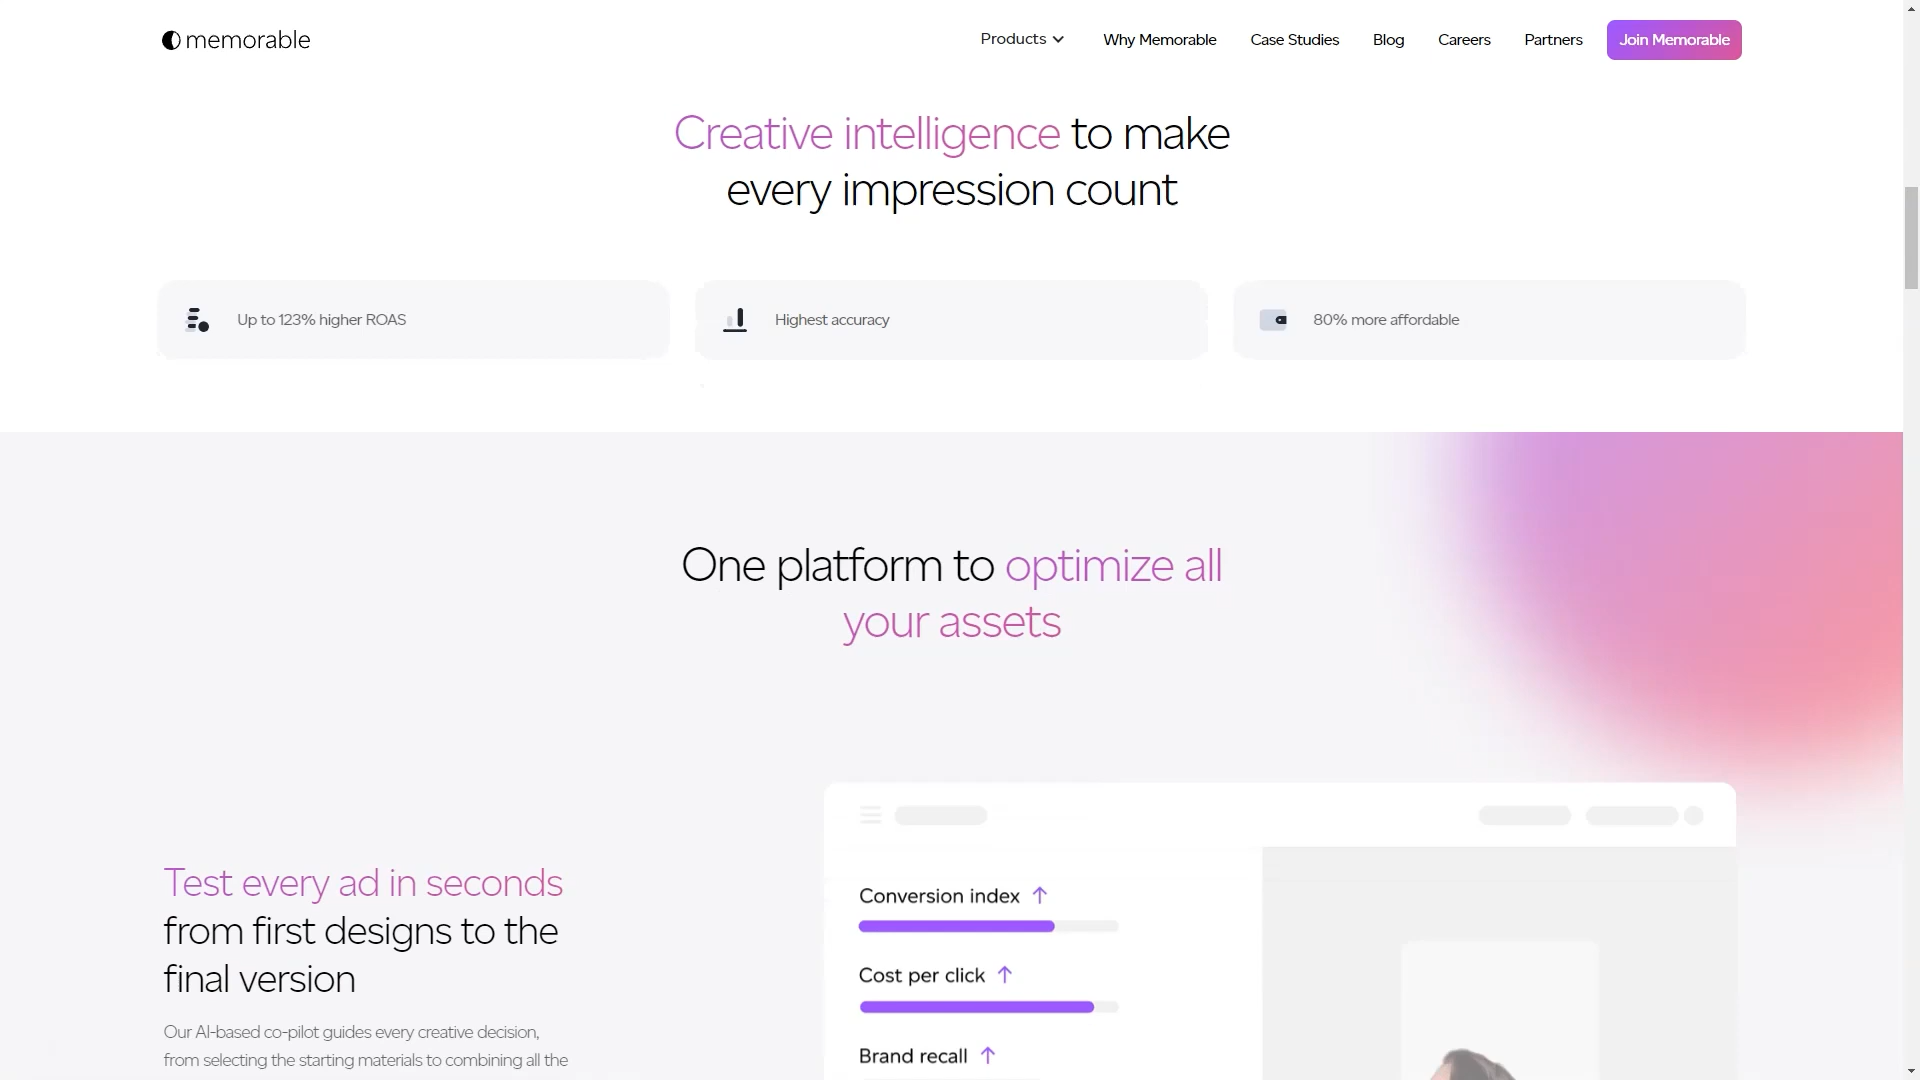 memorable
Products
Why Memorable
Case Studies
Blog
Careers
Partners
Join Memorable
Creative intelligence to make
every impression count
Up to 123% higher ROAS
Highest accuracy
80% more affordable
One platform to optimize all
your assets
Test every ad in seconds
from first designs to the
final version
Our AI-based co-pilot guides every creative decision,
from selecting the starting materials to combining all the
Conversion index
Cost per click
Brand recall